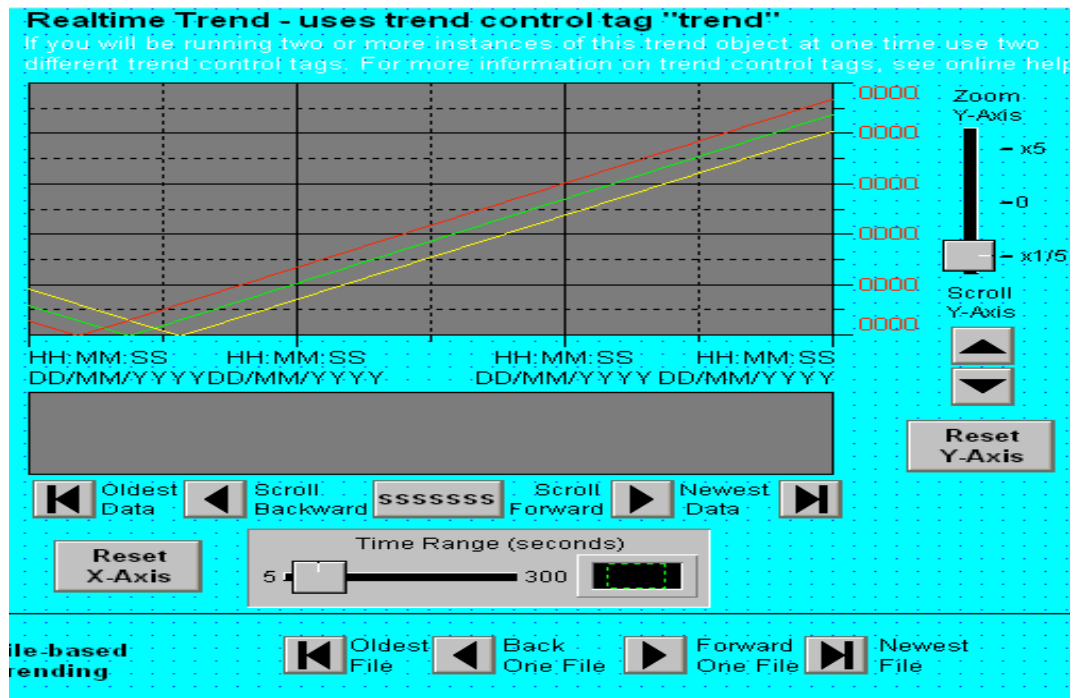 Realtime Trend - uses trend control tag "trend"
If you will be running two or more instances of this trend object at one time use two
different trend control tags. For more information on trend control tags, see online help
.0000
.0000
.0000
.0000
.0000
.0000
Zoom
Y-Axis
x5
0
x1/5
Scroll
Y-Axis
Reset
Y-Axis
HH:MM:SS HH:MM:SS HH:MM:SS HH:MM:SS
DD/MM/YYYY DD/MM/YYYY DD/MM/YYYY DD/MM/YYYY
Oldest
Data
Scroll
Backward
sssssss
Scroll
Forward
Newest
Data
Reset
X-Axis
Time Range (seconds)
5 300
ile-based
rending
Oldest
File
Back
One File
Forward
One File
Newest
File